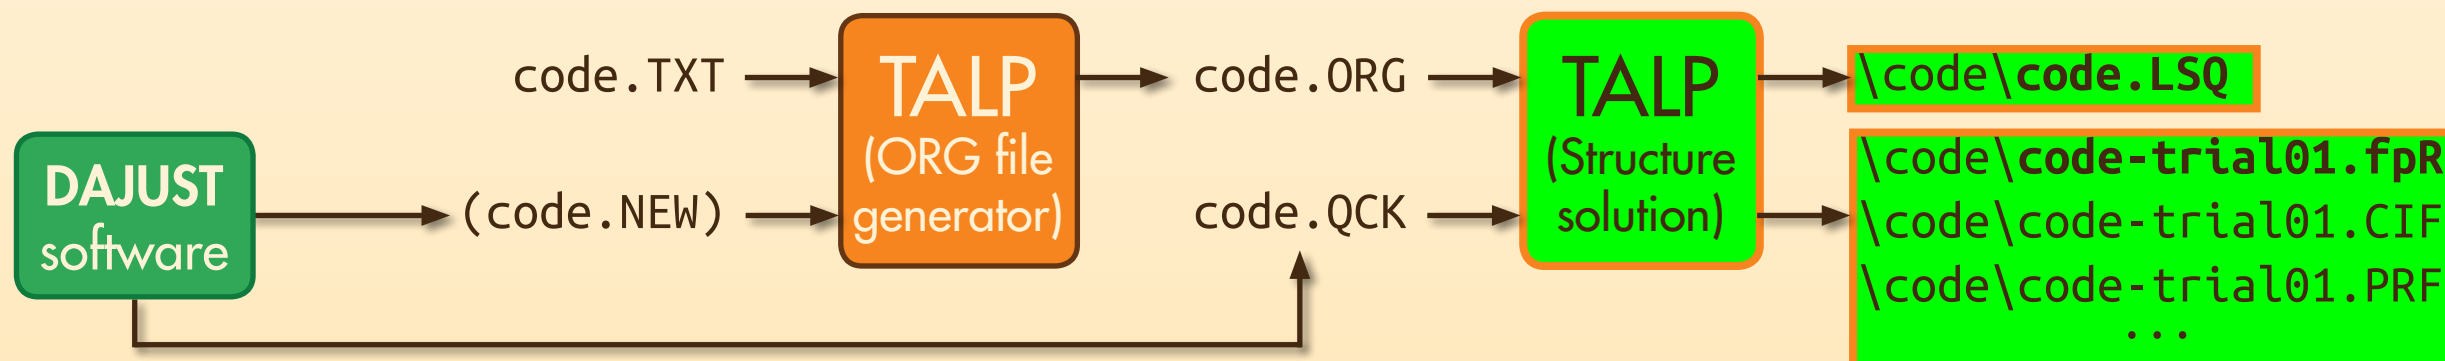 code.TXT
TALP
(ORG file
generator)
code.ORG
TALP
(Structure
solution)
\code\code.LSQ
DAJUST
software
(code.NEW)
code.QCK
\code\code-trial01.fpR
\code\code-trial01.CIF
\code\code-trial01.PRF
...